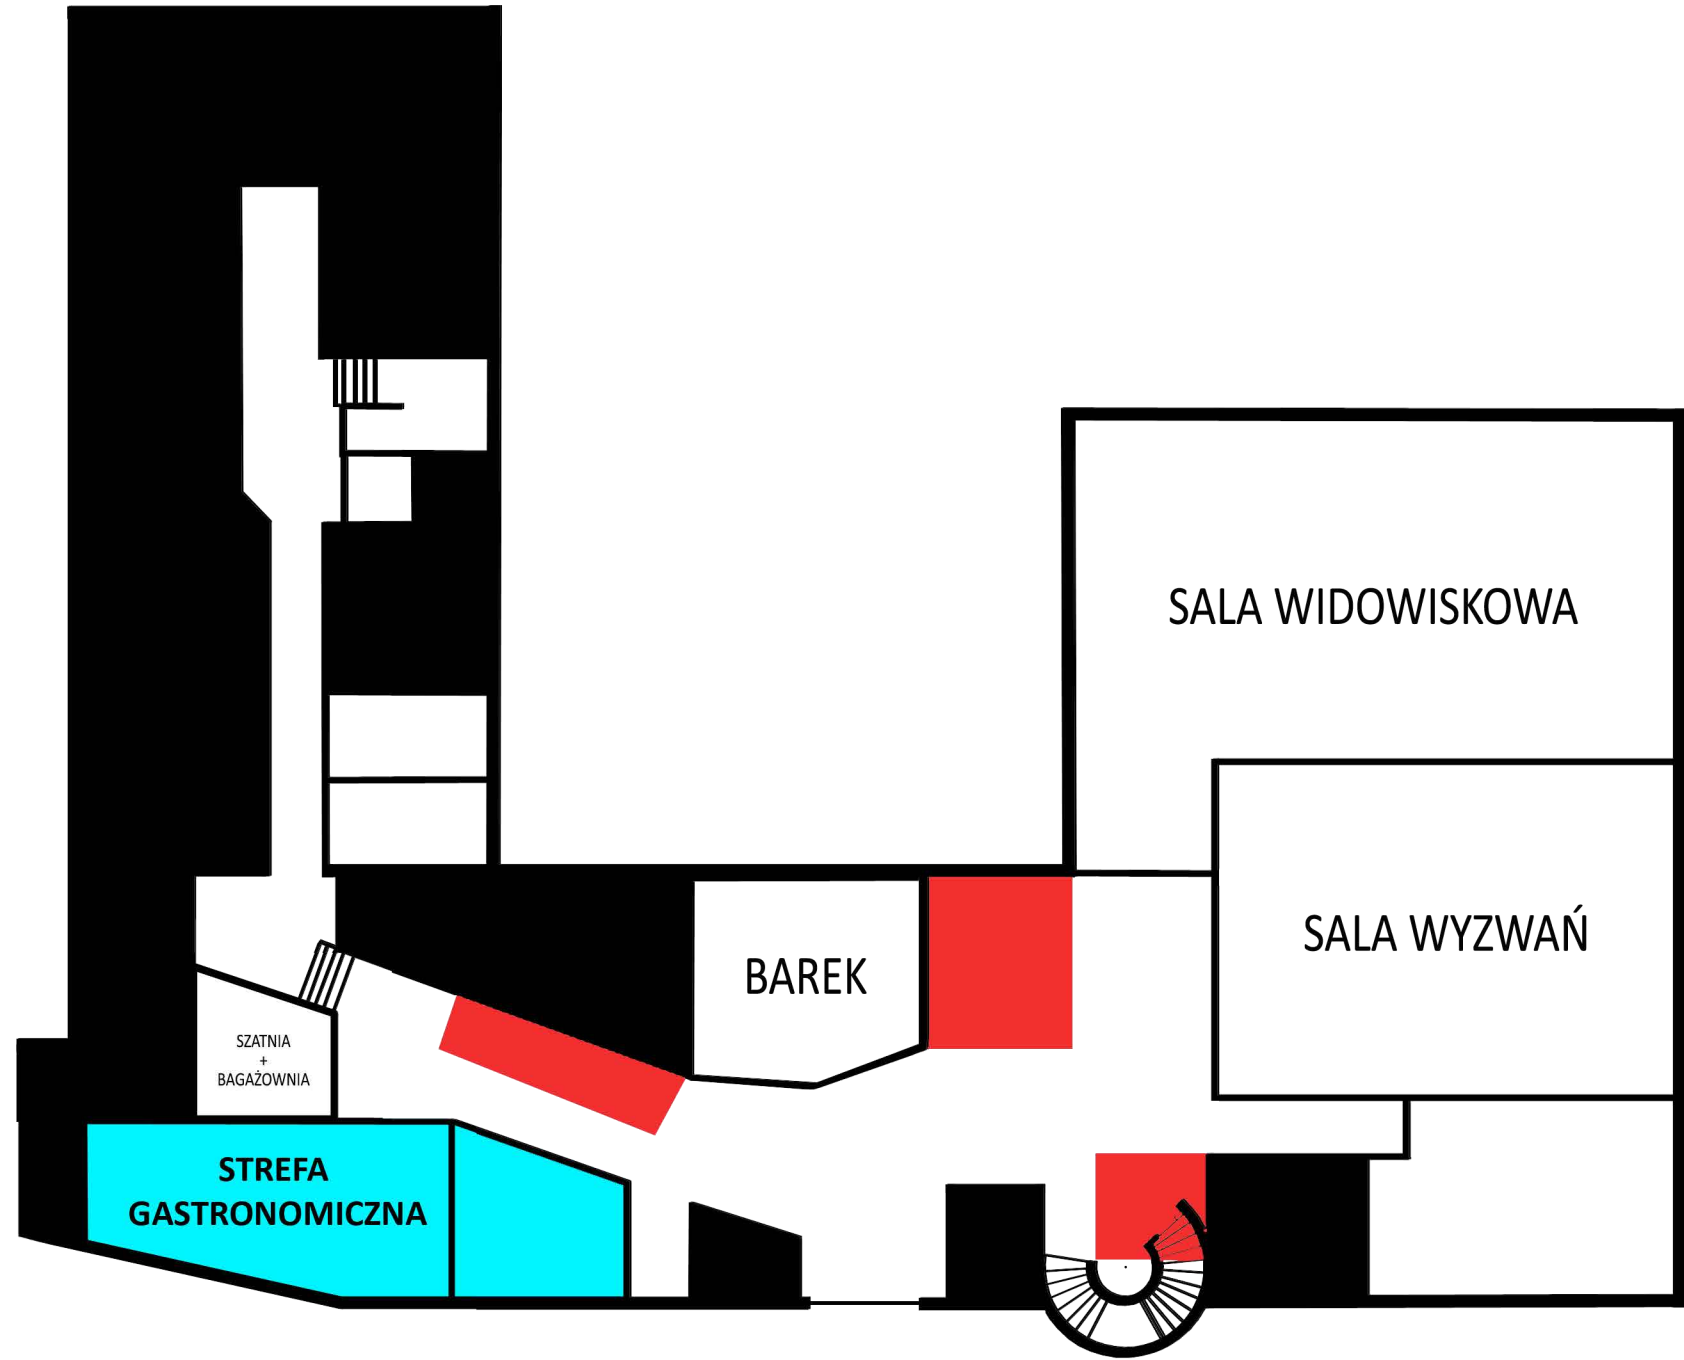 SALA WIDOWISKOWA
SALA WYZWAŃ
BAREK
SZATNIA
+
BAGAŻOWNIA
STREFA
GASTRONOMICZNA